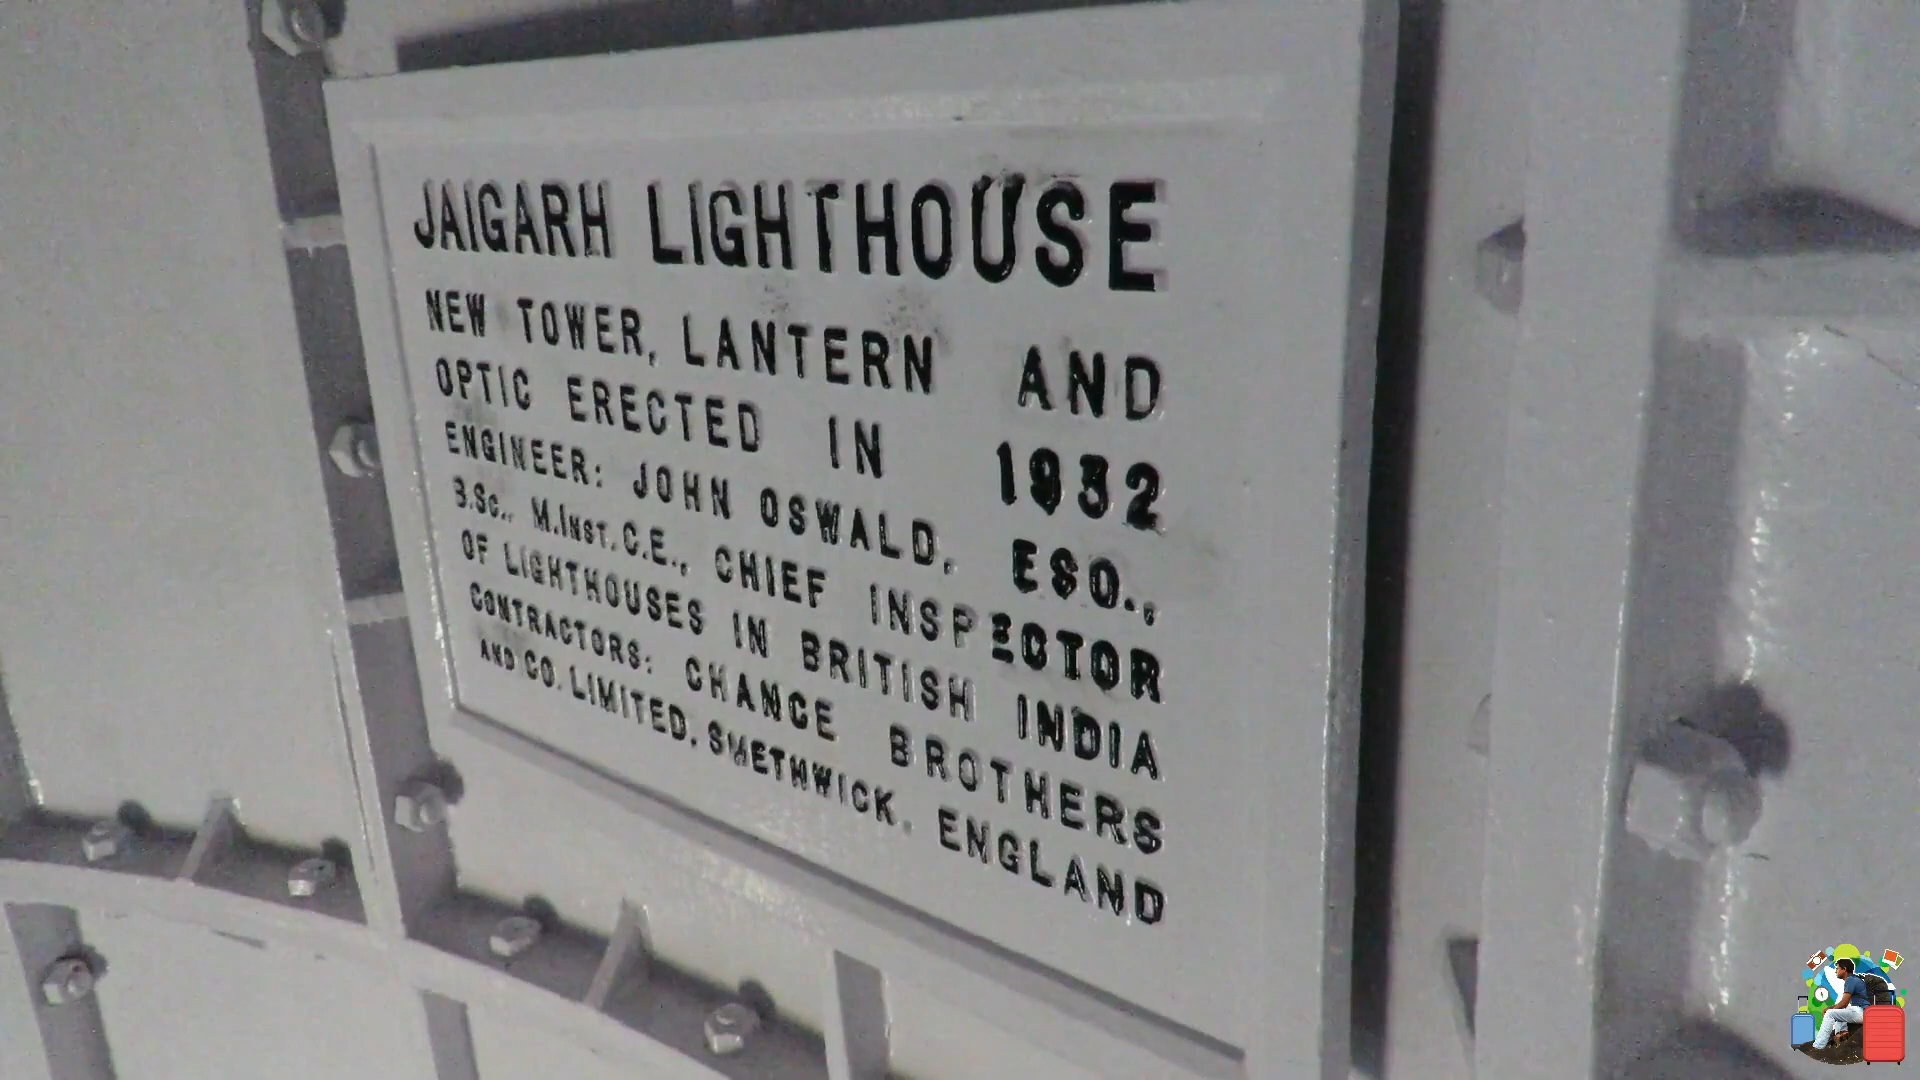 JAIGARH LIGHTHOUSE
NEW TOWER, LANTERN AND
OPTIC ERECTED IN 1932
ENGINEER: JOHN OSWALD, ESQ.,
B.Sc., M.INST.C.E., CHIEF INSPECTOR
OF LIGHTHOUSES IN BRITISH INDIA
CONTRACTORS: CHANCE BROTHERS
AND CO. LIMITED. SMETHWICK. ENGLAND